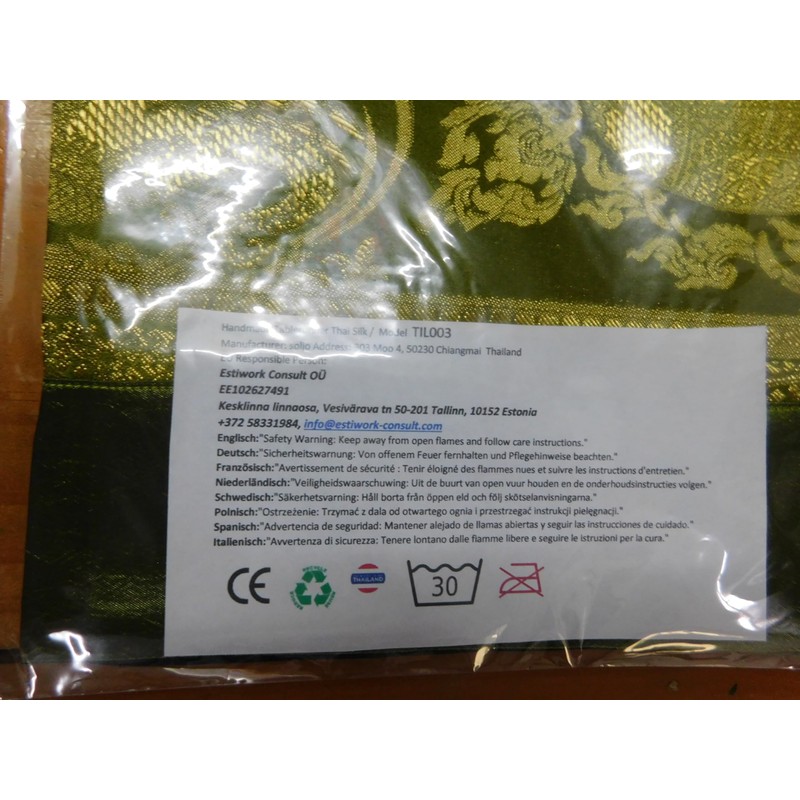 Thai Silk / Model TIL003
Address: 303 Moo 4, 50230 Chiangmai Thailand
EU Responsible Person:
Estiwork Consult OÜ
EE102627491
Kesklinna linnaosa, Vesivärava tn 50-201 Tallinn, 10152 Estonia
+372 58331984, info@estiwork-consult.com
Englisch:"Safety Warning: Keep away from open flames and follow care instructions."
Deutsch:"Sicherheitswarnung: Von offenem Feuer fernhalten und Pflegehinweise beachten."
Französisch:"Avertissement de sécurité : Tenir éloigné des flammes nues et suivre les instructions d'entretien."
Niederländisch:"Veiligheidswaarschuwing: Uit de buurt van open vuur houden en de onderhoudsinstructies volgen."
Schwedisch:"Säkerhetsvarning: Håll borta från öppen eld och följ skötselanvisningarna."
Polnisch:"Ostrzeżenie: Trzymać z dala od otwartego ognia i przestrzegać instrukcji pielęgnacji."
Spanisch:"Advertencia de seguridad: Mantener alejado de llamas abiertas y seguir las instrucciones de cuidado."
Italienisch:"Avvertenza di sicurezza: Tenere lontano dalle fiamme libere e seguire le istruzioni per la cura."
CE THAILAND 30